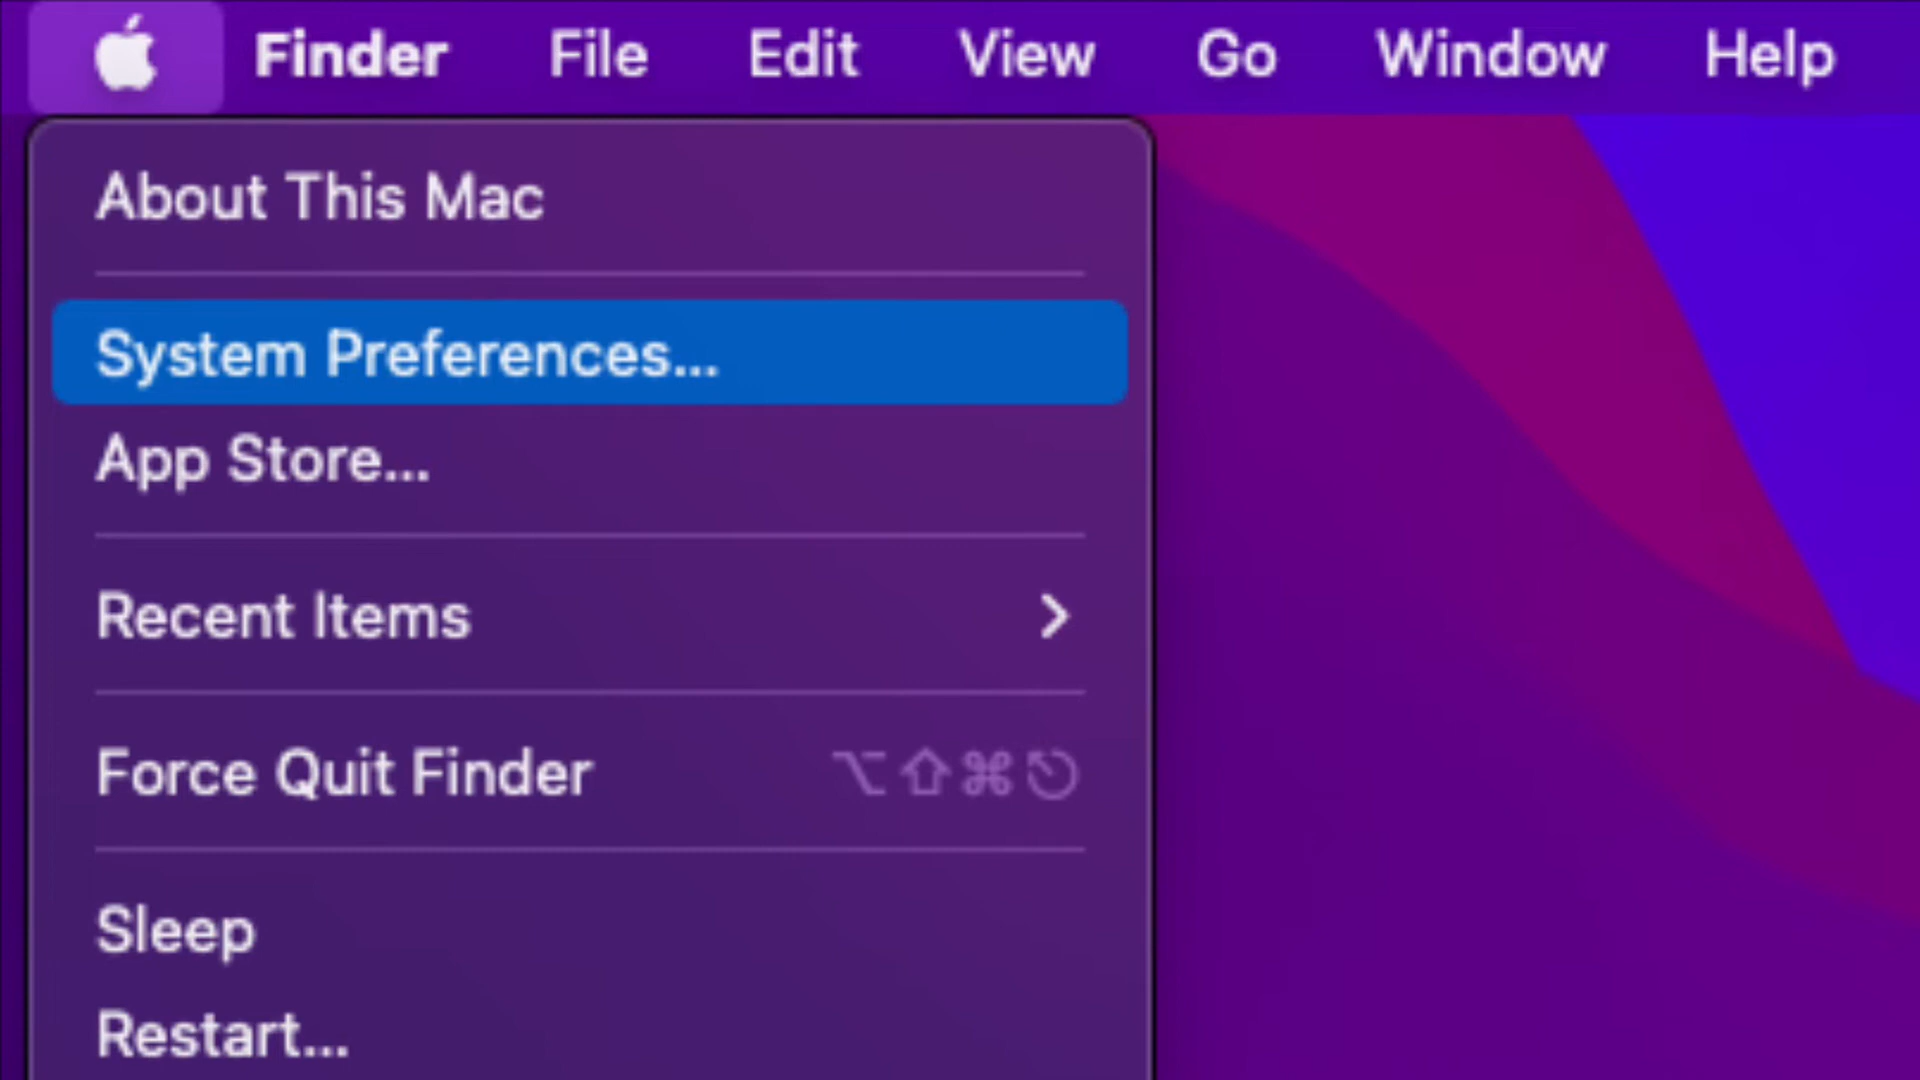 Finder File Edit View Go Window Help
About This Mac
System Preferences...
App Store...
Recent Items
Force Quit Finder ⌥⇧⌘⎋
Sleep
Restart...